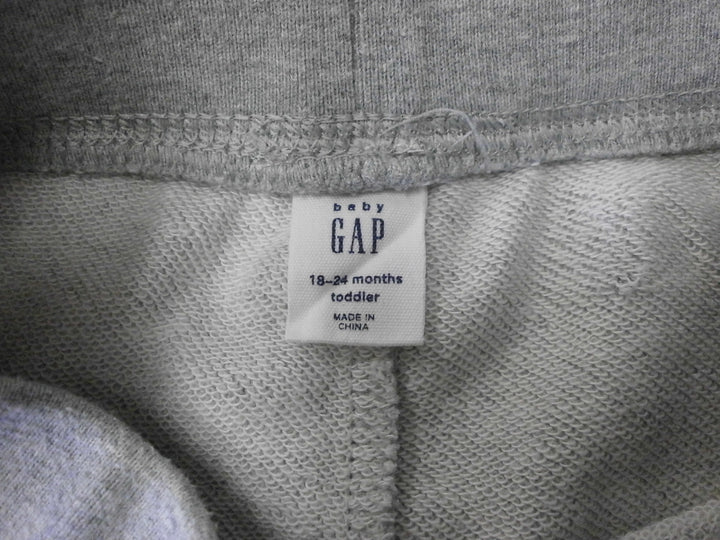 baby
GAP
18-24 months
toddler
MADE IN
CHINA